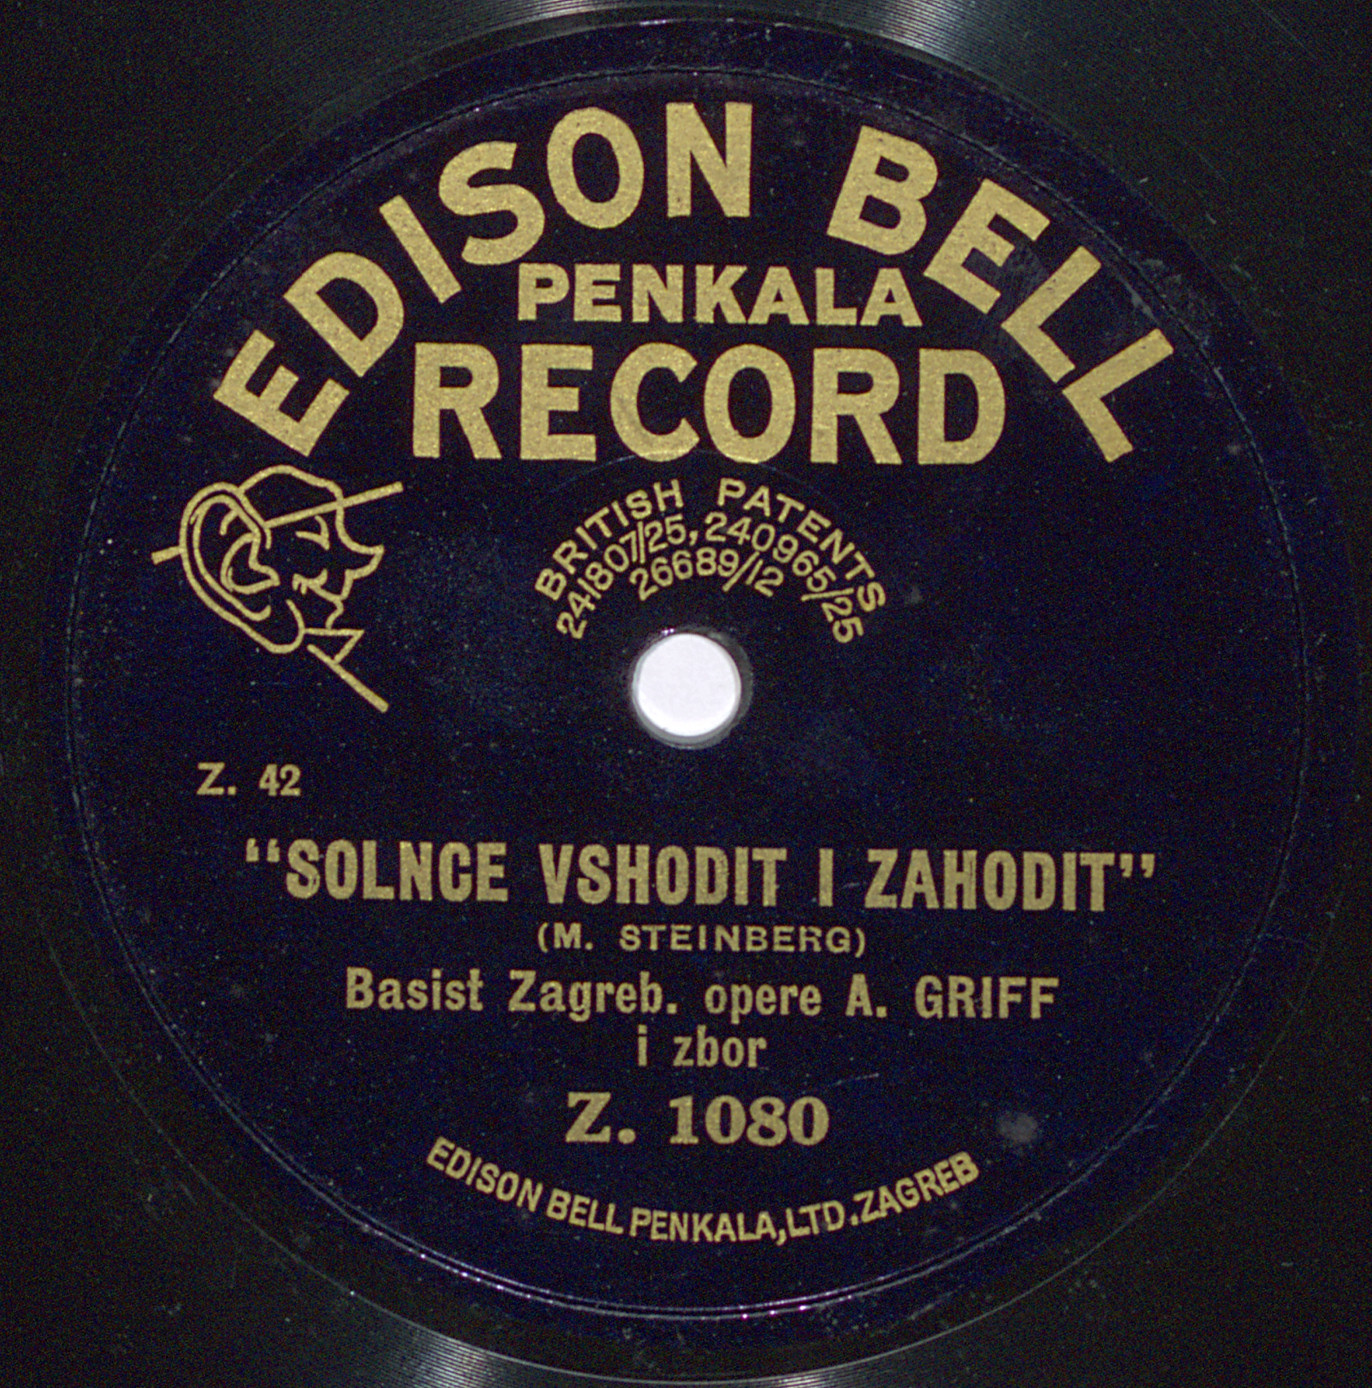 EDISON BELL
PENKALA
RECORD
BRITISH PATENTS
241807/25, 240965/25
26689/12
Z. 42
“SOLNCE VSHODIT I ZAHODIT”
(M. STEINBERG)
Basist Zagreb. opere A. GRIFF
i zbor
Z. 1080
EDISON BELL PENKALA, LTD. ZAGREB